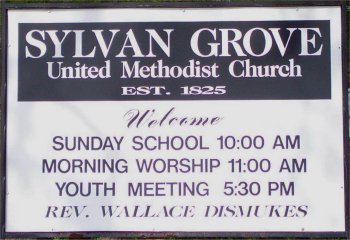 SYLVAN GROVE
United Methodist Church
EST. 1825
Welcome
SUNDAY SCHOOL 10:00 AM
MORNING WORSHIP 11:00 AM
YOUTH MEETING 5:30 PM
REV. WALLACE DISMUKES